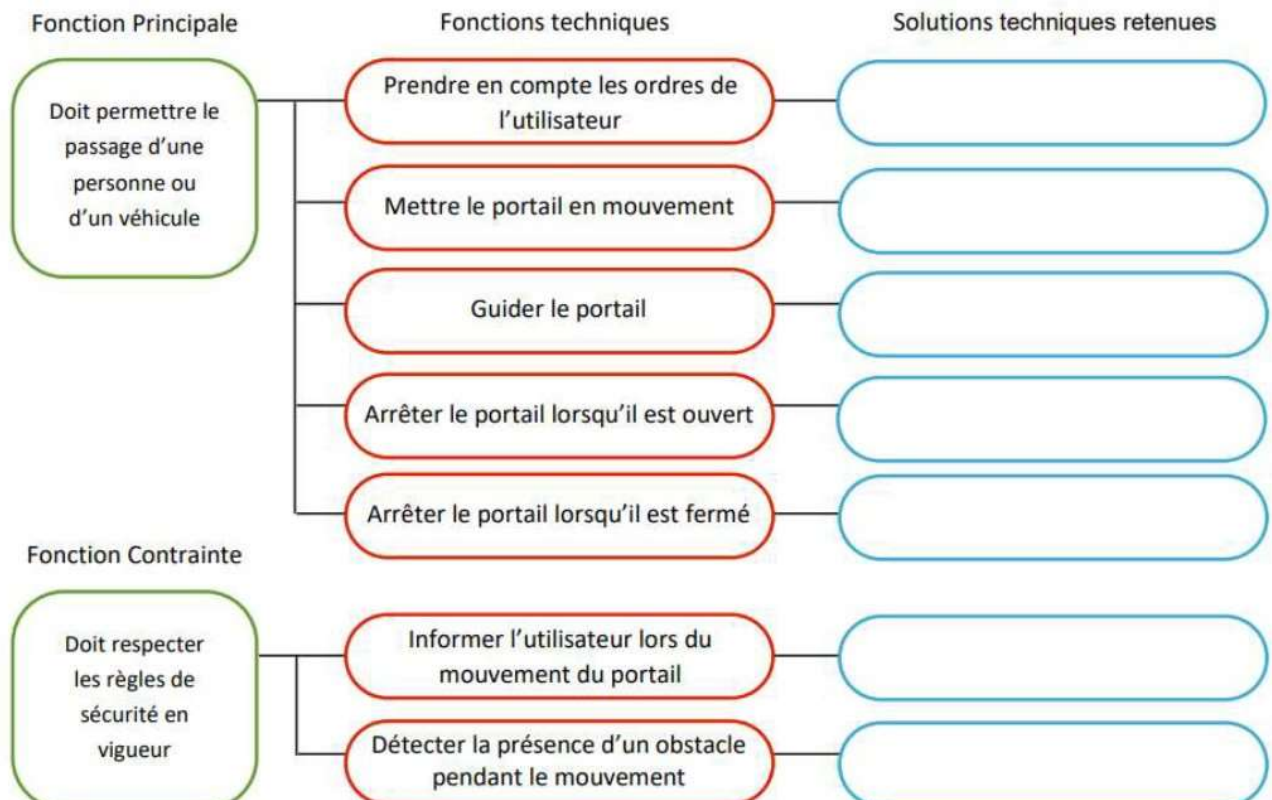 Fonction Principale
Fonctions techniques
Solutions techniques retenues
Doit permettre le
passage d'une
personne ou
d'un véhicule
Prendre en compte les ordres de
l'utilisateur
Mettre le portail en mouvement
Guider le portail
Arrêter le portail lorsqu'il est ouvert
Arrêter le portail lorsqu'il est fermé
Fonction Contrainte
Doit respecter
les règles de
sécurité en
vigueur
Informer l'utilisateur lors du
mouvement du portail
Détecter la présence d'un obstacle
pendant le mouvement